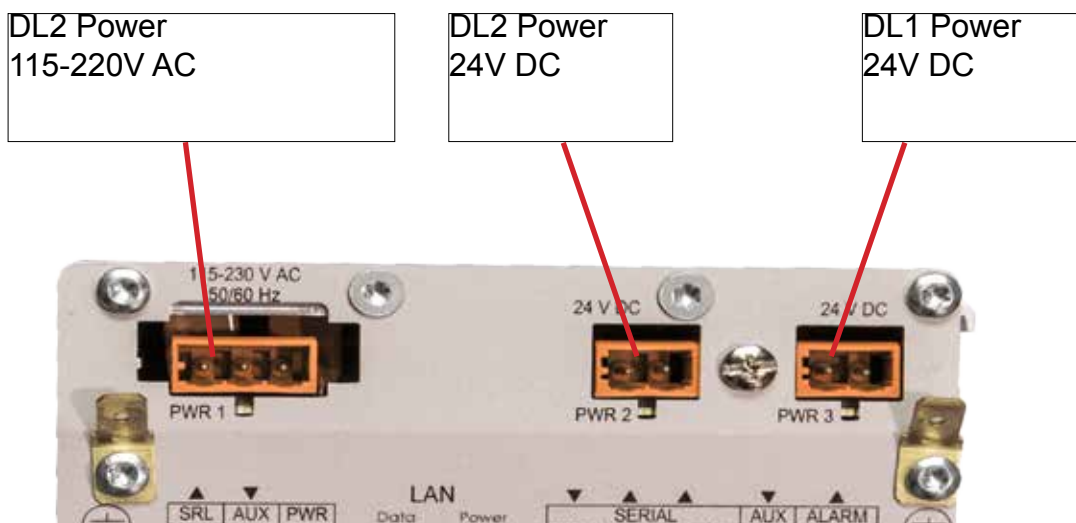 DL2 Power
115-220V AC
DL2 Power
24V DC
DL1 Power
24V DC
115-230 V AC
50/60 Hz
24 V DC
24 V DC
PWR 1
PWR 2
PWR 3
LAN
SRL AUX PWR
Data Power
SERIAL
AUX ALARM